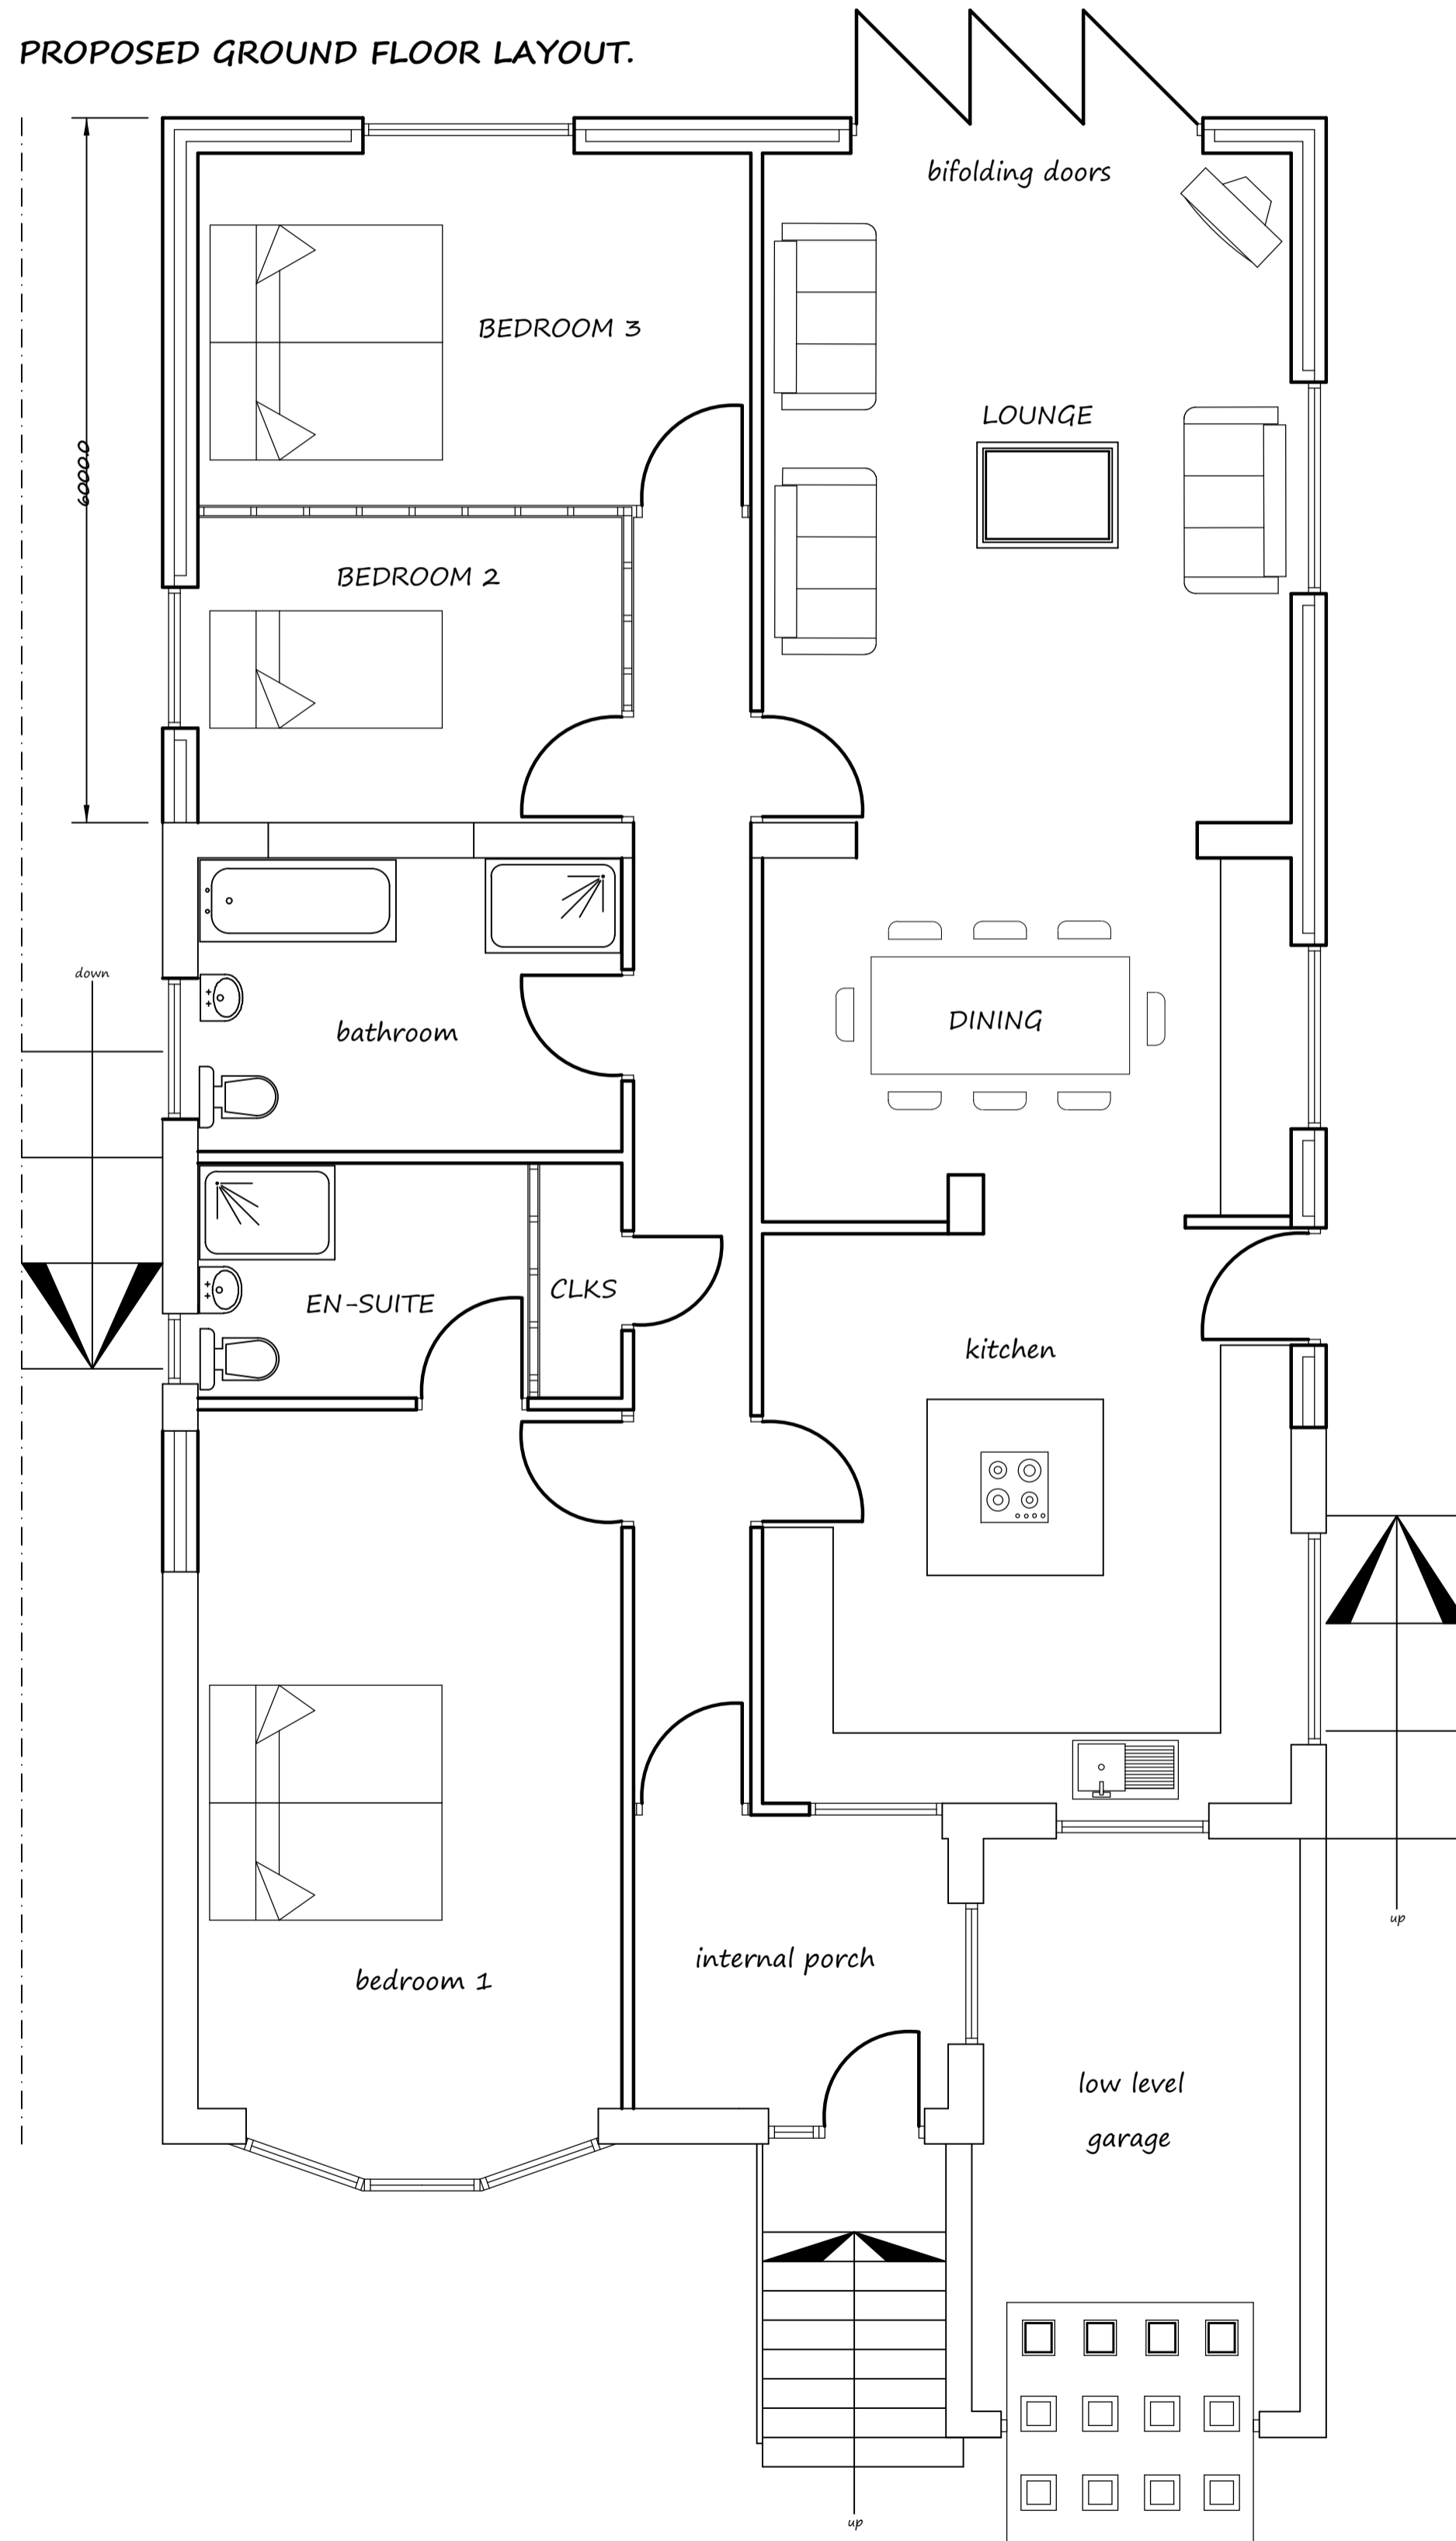 PROPOSED GROUND FLOOR LAYOUT.
bifolding doors
BEDROOM 3
LOUNGE
6000.0
BEDROOM 2
down
bathroom
DINING
EN-SUITE
CLKS
kitchen
up
internal porch
bedroom 1
low level
garage
up